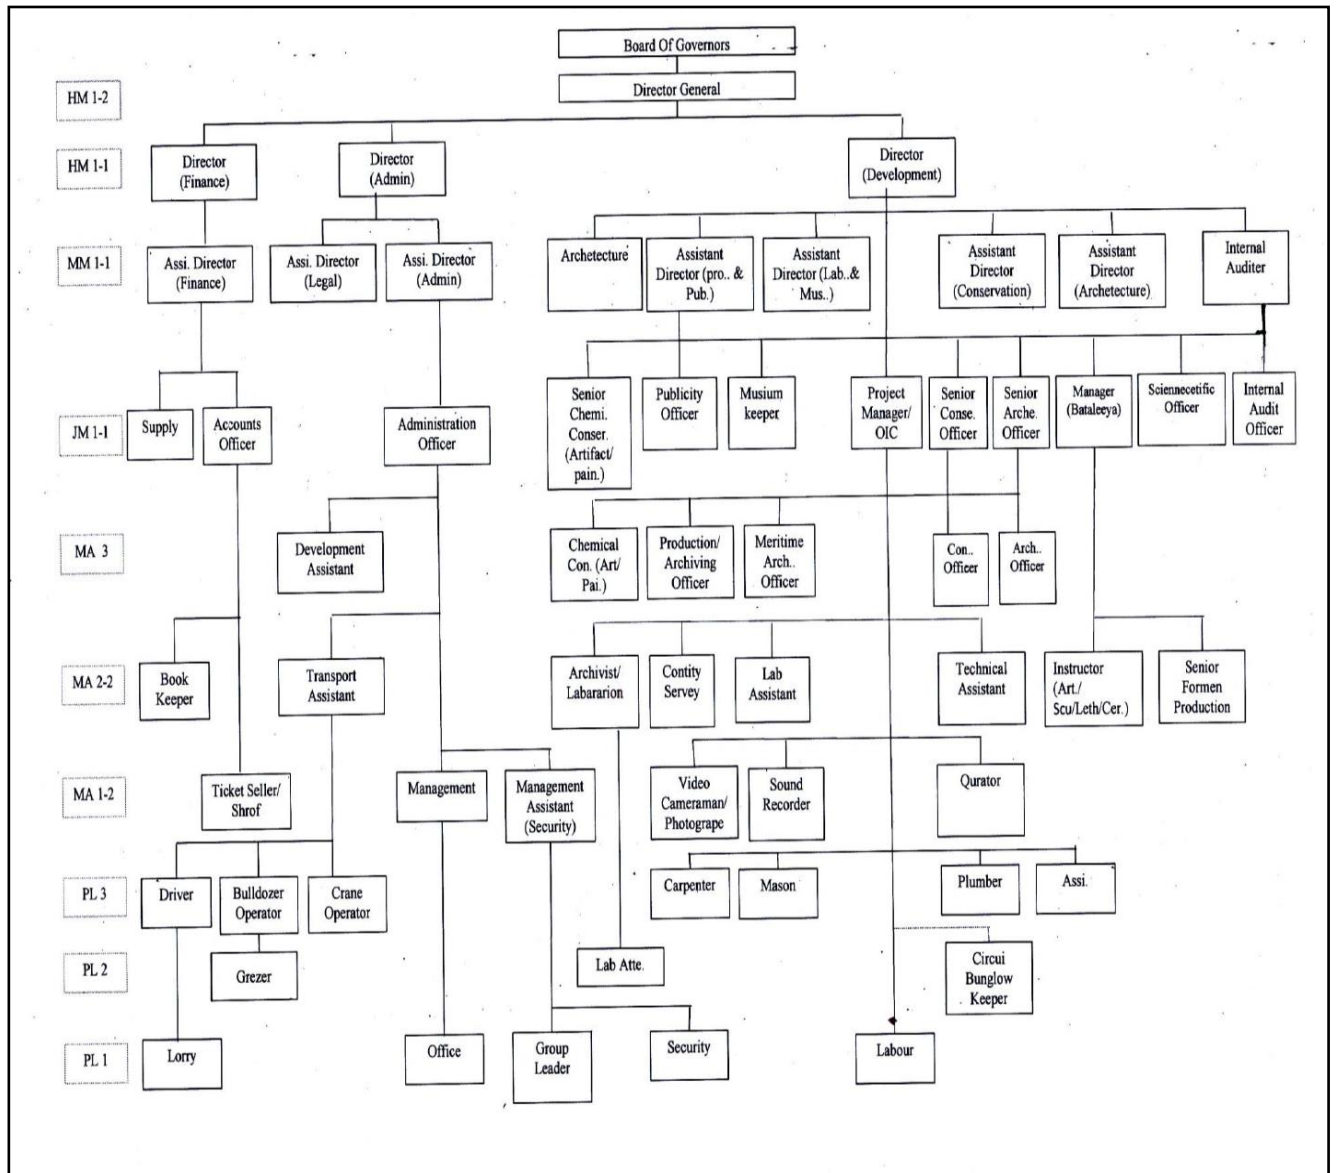 Board Of Governors
HM 1-2
Director General
HM 1-1
Director
(Finance)
Director
(Admin)
Director
(Development)
MM 1-1
Assi. Director
(Finance)
Assi. Director
(Legal)
Assi. Director
(Admin)
Archetecture
Assistant
Director (pro.. &
Pub.)
Assistant
Director (Lab..&
Mus..)
Assistant
Director
(Conservation)
Assistant
Director
(Archetecture)
Internal
Auditer
JM 1-1
Supply
Accounts
Officer
Administration
Officer
Senior
Chemi.
Conser.
(Artifact/
pain.)
Publicity
Officer
Musium
keeper
Project
Manager/
OIC
Senior
Conse.
Officer
Senior
Arche.
Officer
Manager
(Bataleeya)
Sciennecetific
Officer
Internal
Audit
Officer
MA 3
Development
Assistant
Chemical
Con. (Art/
Pai.)
Production/
Archiving
Officer
Meritime
Arch..
Officer
Con..
Officer
Arch..
Officer
MA 2-2
Book
Keeper
Transport
Assistant
Archivist/
Labararion
Contity
Servey
Lab
Assistant
Technical
Assistant
Instructor
(Art./
Scu/Leth/Cer.)
Senior
Formen
Production
MA 1-2
Ticket Seller/
Shrof
Management
Management
Assistant
(Security)
Video
Cameraman/
Photogrape
Sound
Recorder
Qurator
PL 3
Driver
Bulldozer
Operator
Crane
Operator
Carpenter
Mason
Plumber
Assi.
PL 2
Grezer
Lab Atte.
Circui
Bunglow
Keeper
PL 1
Lorry
Office
Group
Leader
Security
Labour